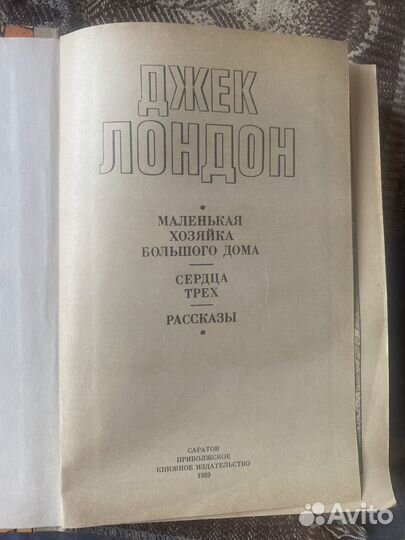 ДЖЕК
ЛОНДОН
МАЛЕНЬКАЯ
ХОЗЯЙКА
БОЛЬШОГО ДОМА
СЕРДЦА
ТРЕХ
РАССКАЗЫ
САРАТОВ
ПРИВОЛЖСКОЕ
КНИЖНОЕ ИЗДАТЕЛЬСТВО
1989
Avito